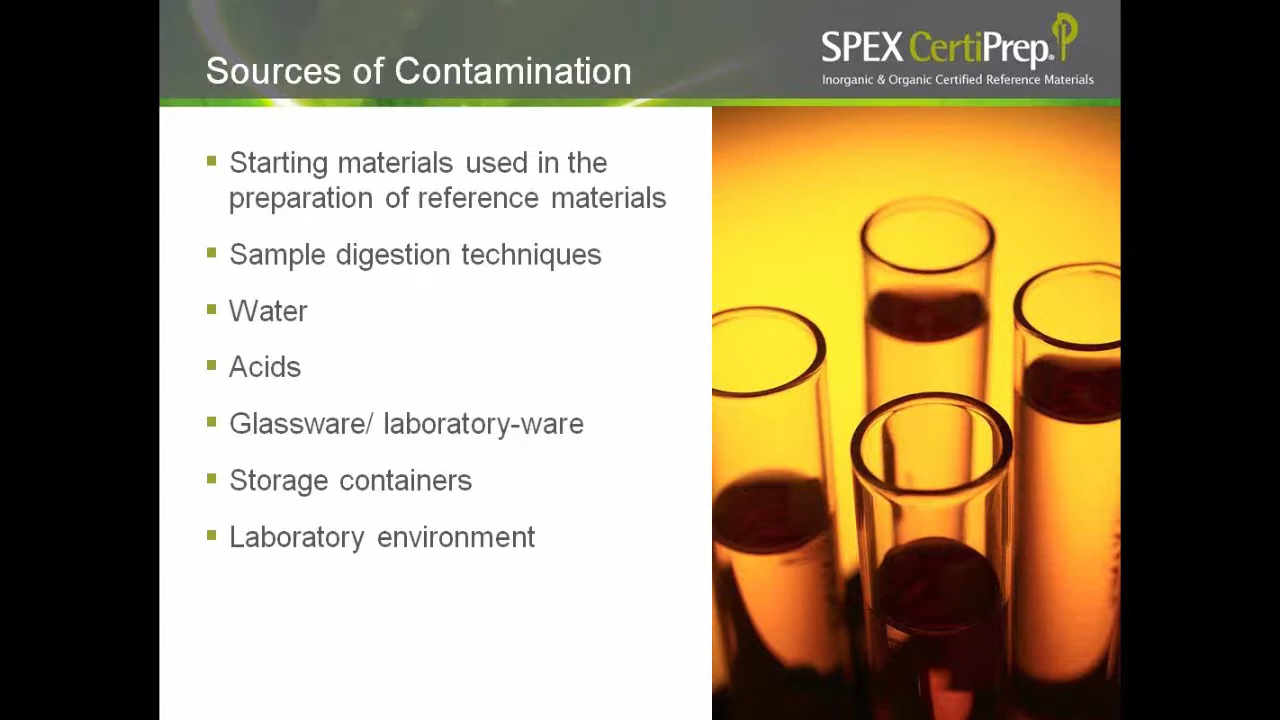 Sources of Contamination
SPEX CertiPrep.
Inorganic & Organic Certified Reference Materials
Starting materials used in the
preparation of reference materials
Sample digestion techniques
Water
Acids
Glassware/ laboratory-ware
Storage containers
Laboratory environment